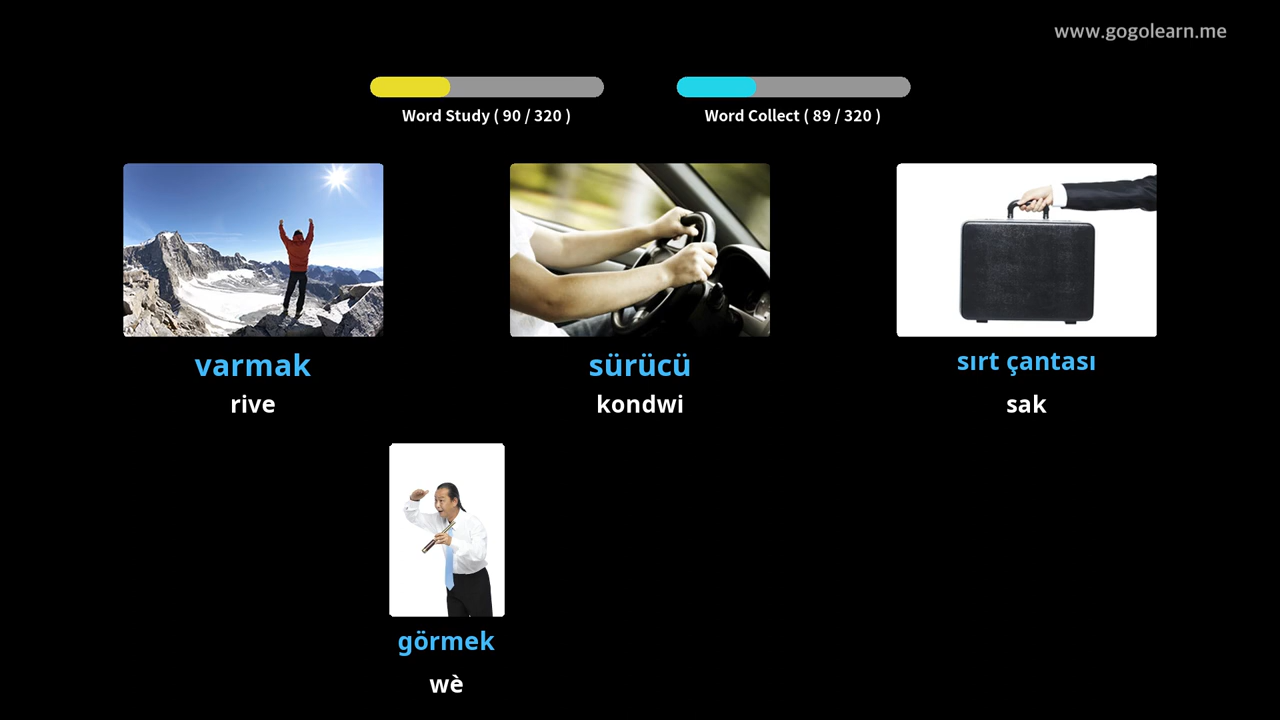 www.gogolearn.me
Word Study ( 90 / 320 )
Word Collect ( 89 / 320 )
varmak
sürücü
sırt çantası
rive
kondwi
sak
görmek
wè